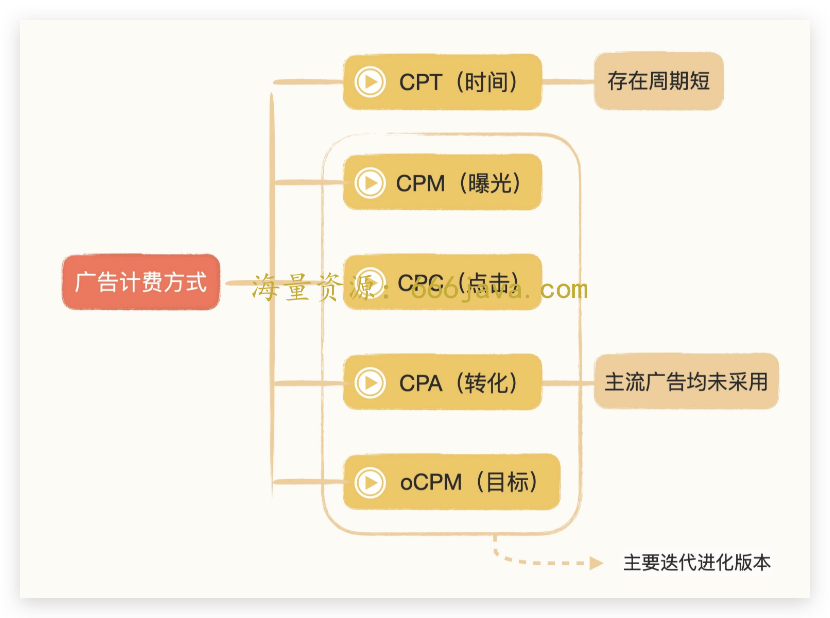 CPT（时间）
存在周期短
CPM（曝光）
广告计费方式
CPC（点击）
海量资源：666java.com
CPA（转化）
主流广告均未采用
oCPM（目标）
主要迭代进化版本